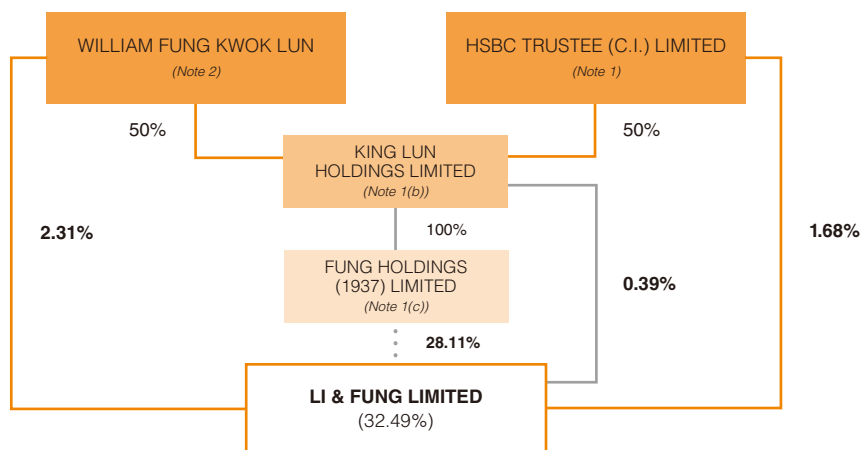 WILLIAM FUNG KWOK LUN
(Note 2)
HSBC TRUSTEE (C.I.) LIMITED
(Note 1)
50%
50%
KING LUN
HOLDINGS LIMITED
(Note 1(b))
2.31%
100%
1.68%
FUNG HOLDINGS
(1937) LIMITED
(Note 1(c))
0.39%
28.11%
LI & FUNG LIMITED
(32.49%)